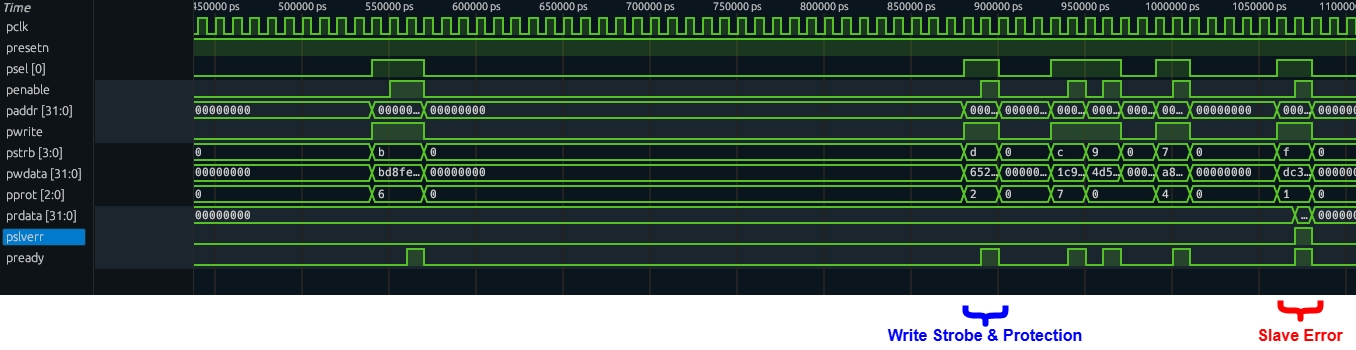 Time
450000 ps 500000 ps 550000 ps 600000 ps 650000 ps 700000 ps 750000 ps 800000 ps 850000 ps 900000 ps 950000 ps 1000000 ps 1050000 ps 110000
pclk
presetn
psel [0]
penable
paddr [31:0] 00000000 00000... 00000000 000... 00000... 000... 000... 000... 00... 00000000 000... 000000
pwrite
pstrb [3:0] 0 b 0 d 0 c 9 0 7 0 f 0
pwdata [31:0] 00000000 bd8fe... 00000000 652... 00000... 1c9... 4d5... 000... a8... 00000000 dc3... 000000
pprot [2:0] 0 6 0 2 0 7 0 4 0 1 0
prdata [31:0] 00000000 ... 000000
pslverr
pready
Write Strobe & Protection Slave Error